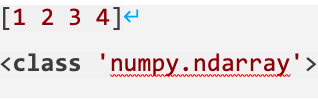 [1 2 3 4]↵
<class 'numpy.ndarray'>